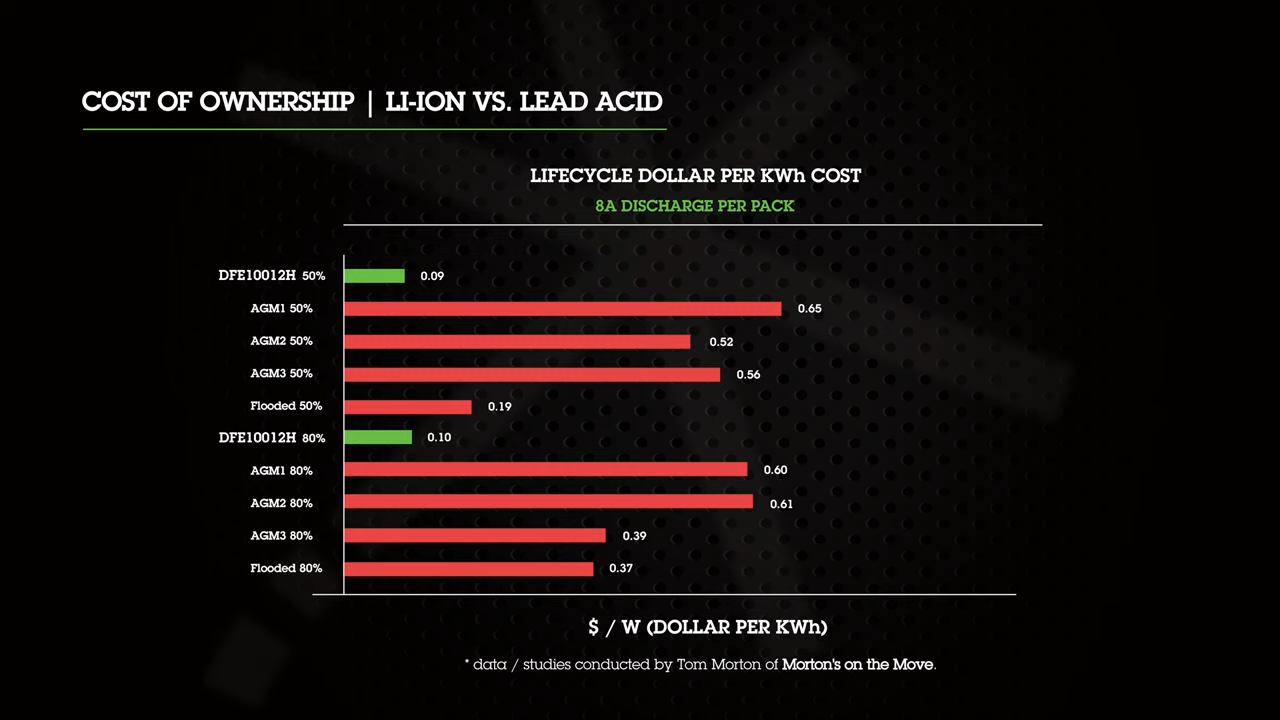 COST OF OWNERSHIP | LI-ION VS. LEAD ACID
LIFECYCLE DOLLAR PER KWh COST
8A DISCHARGE PER PACK
DFE10012H 50% 0.09
AGM1 50% 0.65
AGM2 50% 0.52
AGM3 50% 0.56
Flooded 50% 0.19
DFE10012H 80% 0.10
AGM1 80% 0.60
AGM2 80% 0.61
AGM3 80% 0.39
Flooded 80% 0.37
$ / W (DOLLAR PER KWh)
* data / studies conducted by Tom Morton of Morton's on the Move.